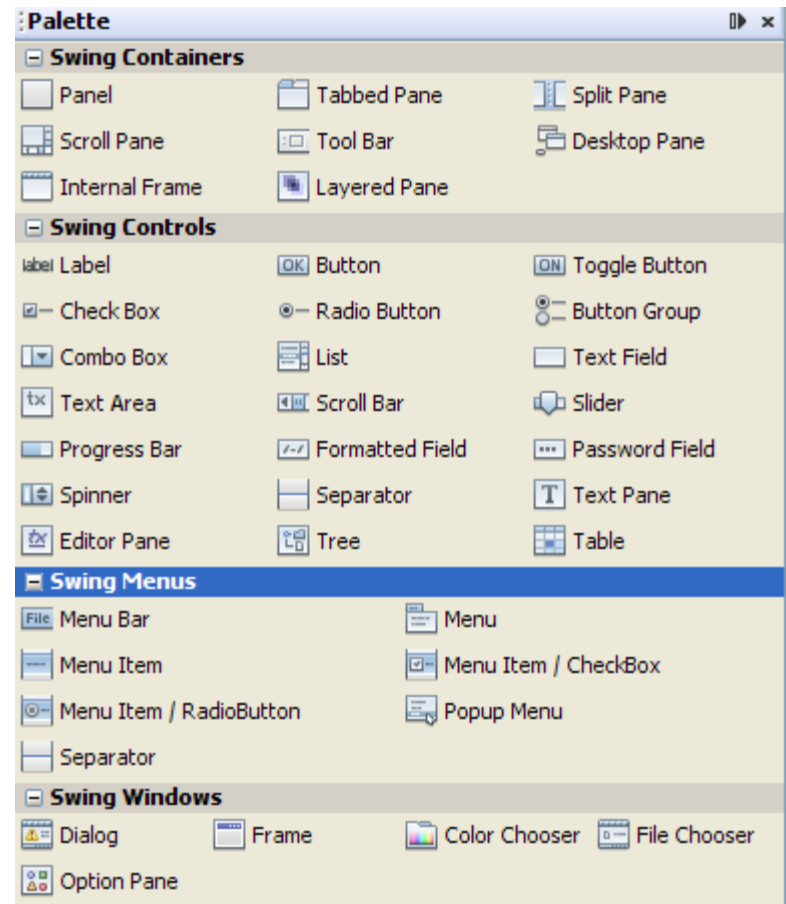 Palette
Swing Containers
Panel Tabbed Pane Split Pane
Scroll Pane Tool Bar Desktop Pane
Internal Frame Layered Pane
Swing Controls
label Label OK Button ON Toggle Button
Check Box Radio Button Button Group
Combo Box List Text Field
tx Text Area Scroll Bar Slider
Progress Bar Formatted Field Password Field
Spinner Separator T Text Pane
tx Editor Pane Tree Table
Swing Menus
File Menu Bar Menu
Menu Item Menu Item / CheckBox
Menu Item / RadioButton Popup Menu
Separator
Swing Windows
Dialog Frame Color Chooser File Chooser
Option Pane